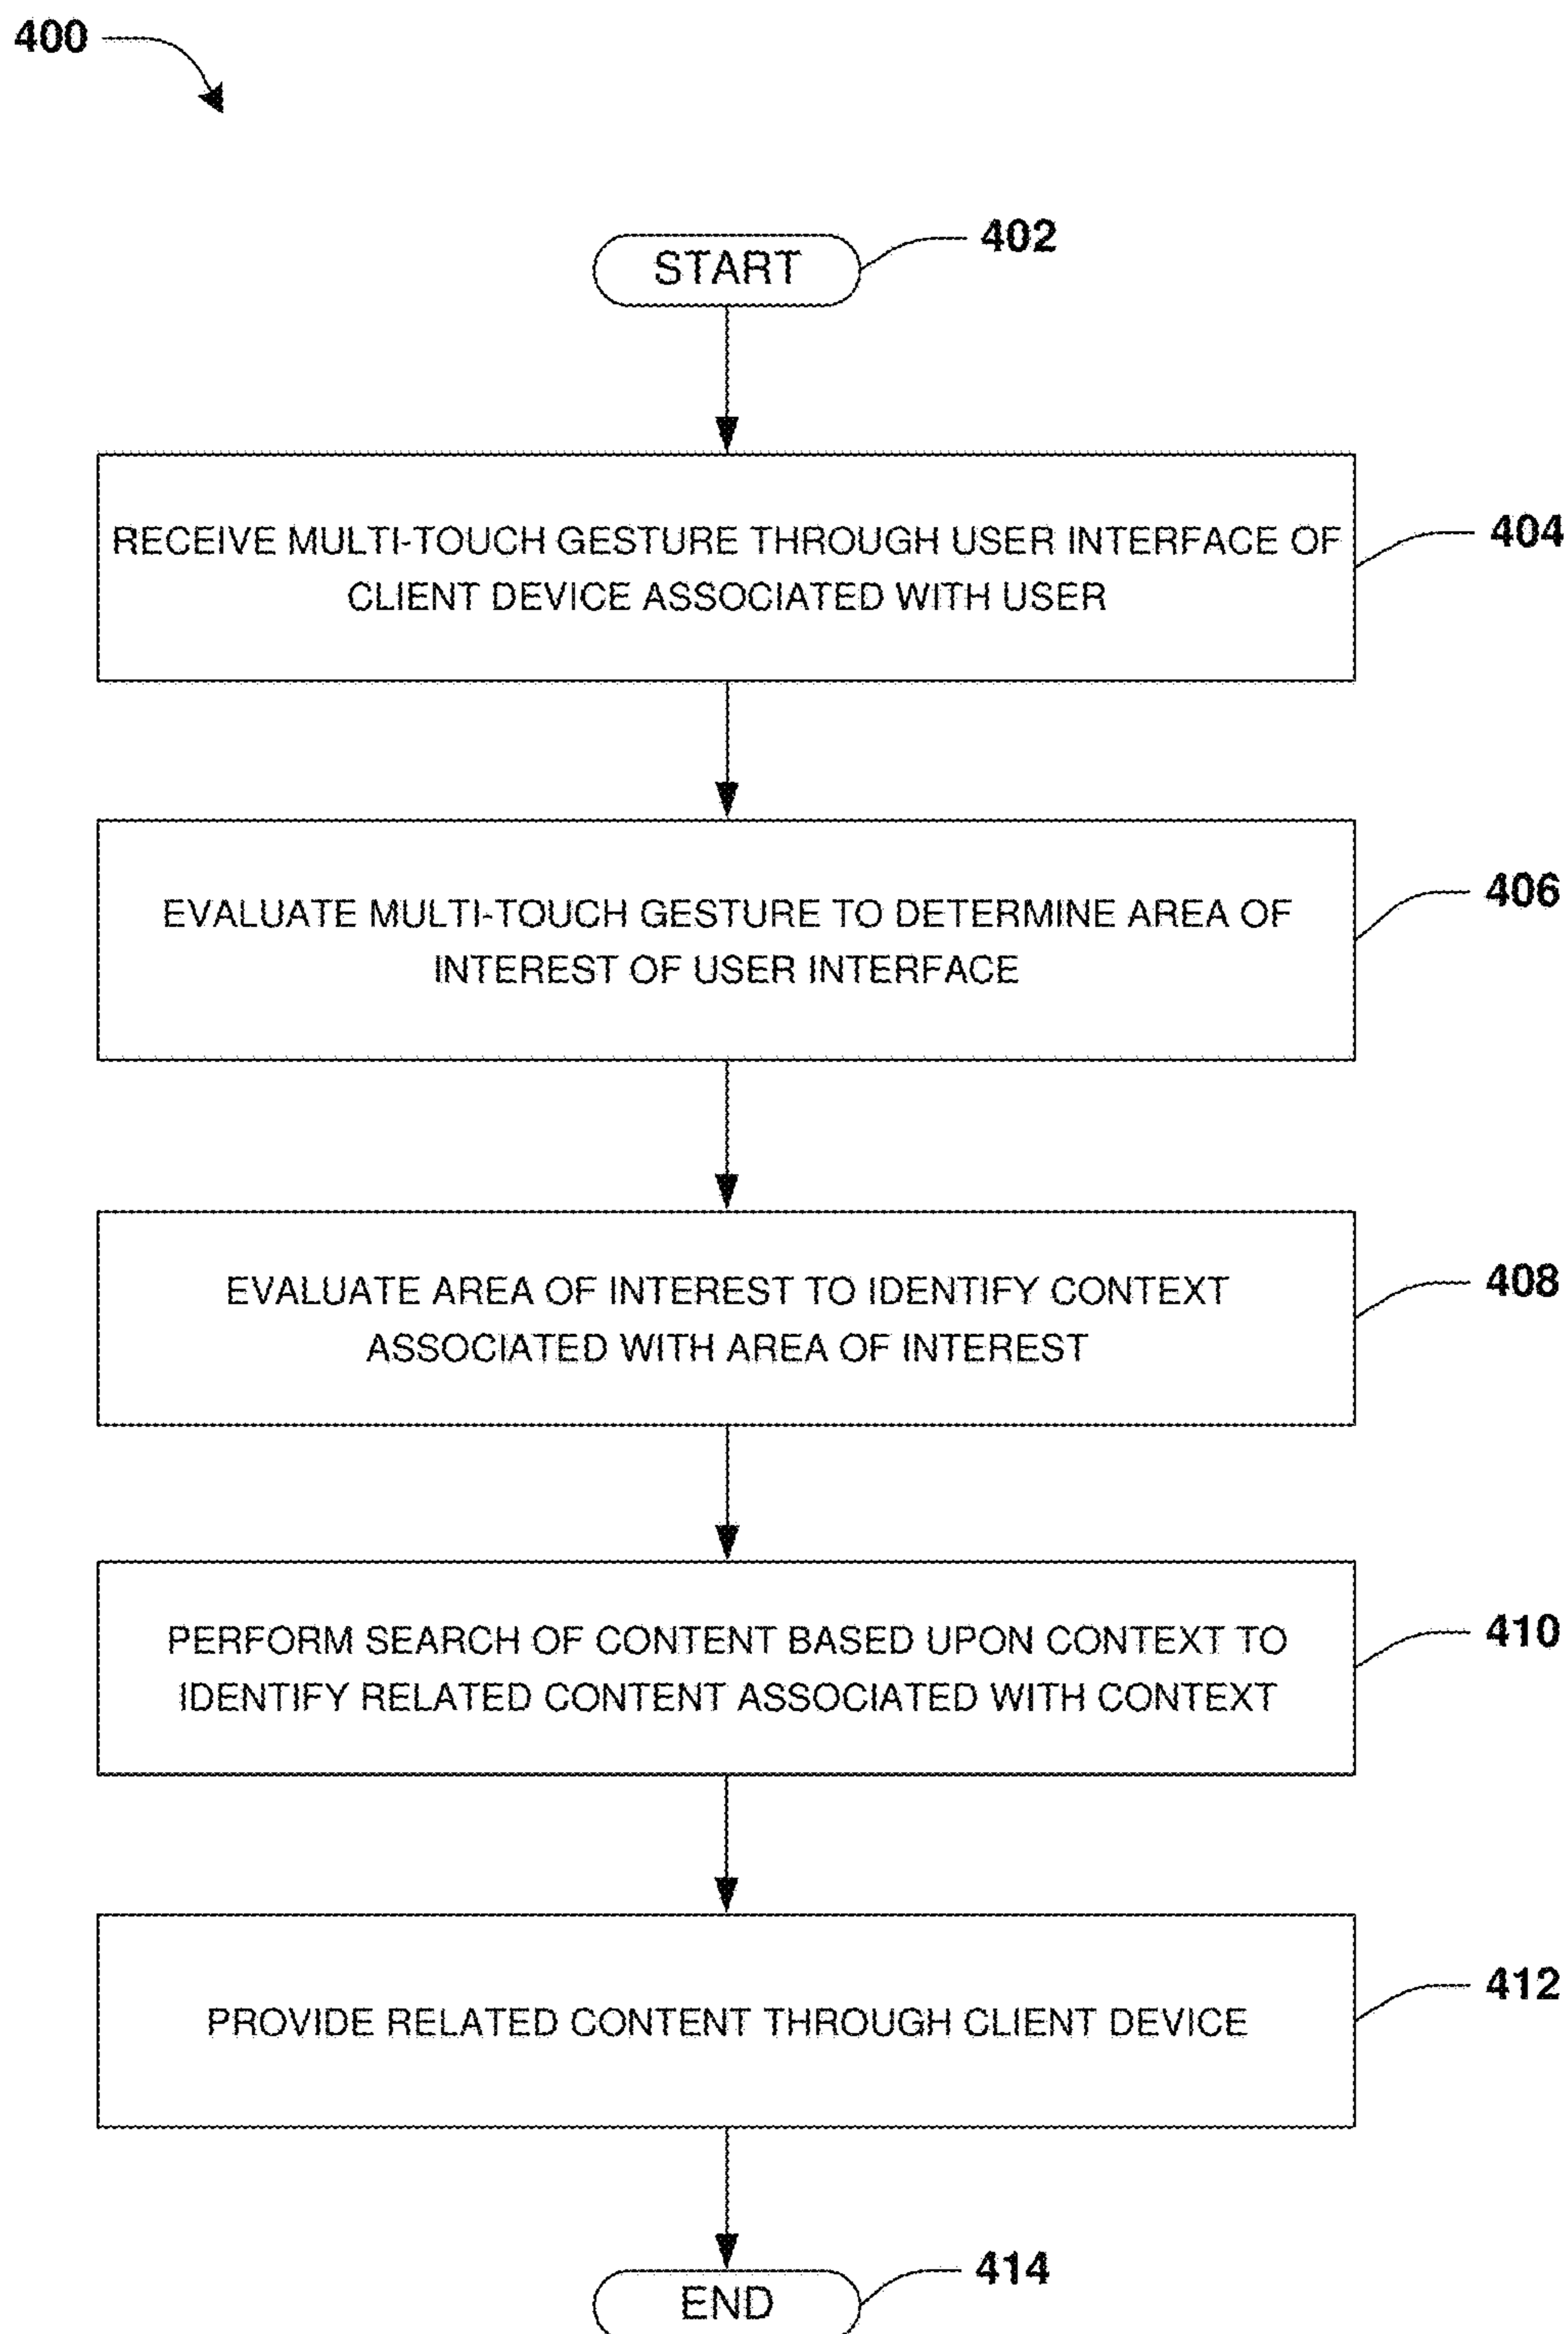 400
START
402
RECEIVE MULTI-TOUCH GESTURE THROUGH USER INTERFACE OF
CLIENT DEVICE ASSOCIATED WITH USER
404
EVALUATE MULTI-TOUCH GESTURE TO DETERMINE AREA OF
INTEREST OF USER INTERFACE
406
EVALUATE AREA OF INTEREST TO IDENTIFY CONTEXT
ASSOCIATED WITH AREA OF INTEREST
408
PERFORM SEARCH OF CONTENT BASED UPON CONTEXT TO
IDENTIFY RELATED CONTENT ASSOCIATED WITH CONTEXT
410
PROVIDE RELATED CONTENT THROUGH CLIENT DEVICE
412
END
414